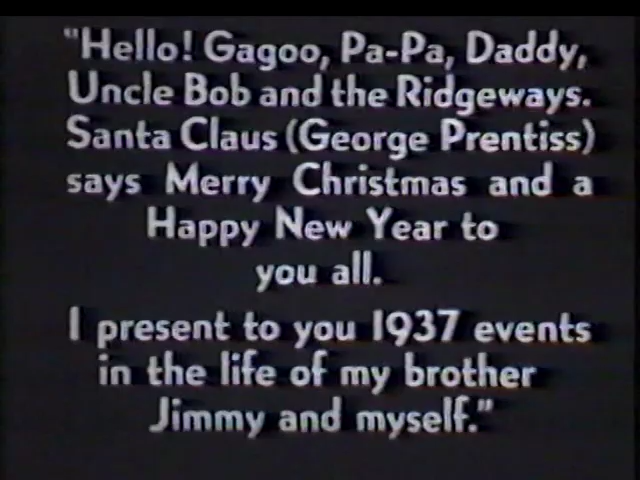 "Hello! Gagoo, Pa-Pa, Daddy,
Uncle Bob and the Ridgeways.
Santa Claus (George Prentiss)
says Merry Christmas and a
Happy New Year to
you all.
I present to you 1937 events
in the life of my brother
Jimmy and myself."